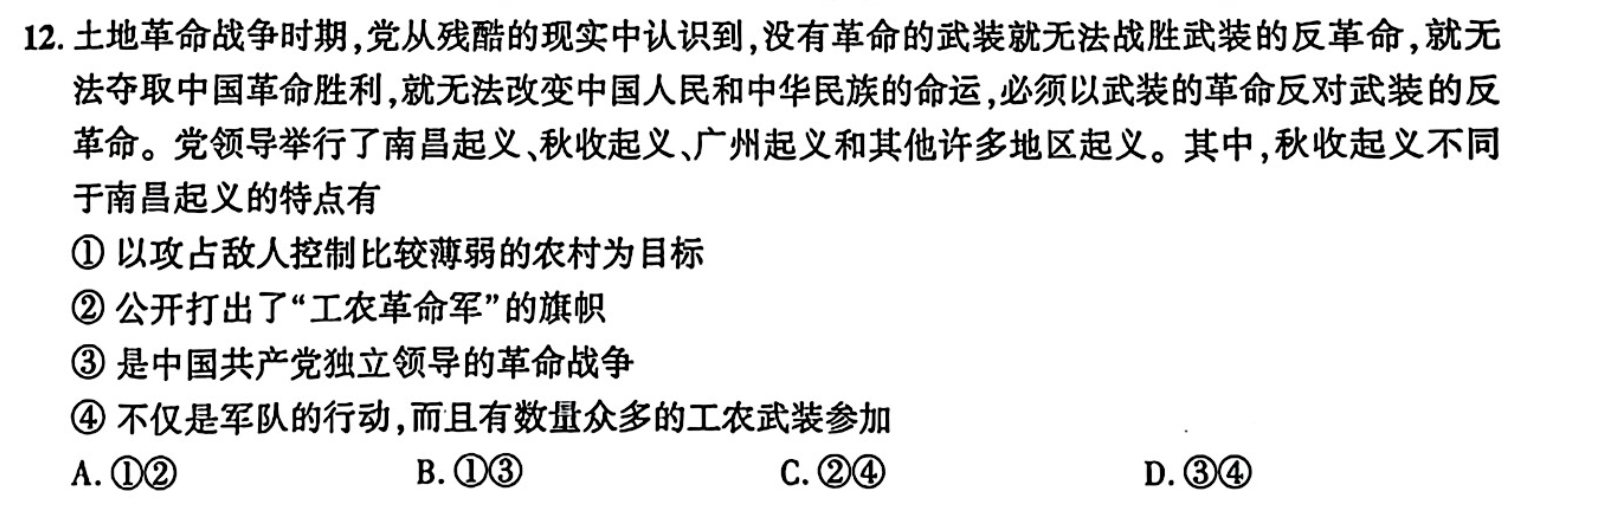 12. 土地革命战争时期,党从残酷的现实中认识到,没有革命的武装就无法战胜武装的反革命,就无
法夺取中国革命胜利,就无法改变中国人民和中华民族的命运,必须以武装的革命反对武装的反
革命。党领导举行了南昌起义、秋收起义、广州起义和其他许多地区起义。其中,秋收起义不同
于南昌起义的特点有
① 以攻占敌人控制比较薄弱的农村为目标
② 公开打出了“工农革命军”的旗帜
③ 是中国共产党独立领导的革命战争
④ 不仅是军队的行动,而且有数量众多的工农武装参加
A. ①② B. ①③ C. ②④ D. ③④